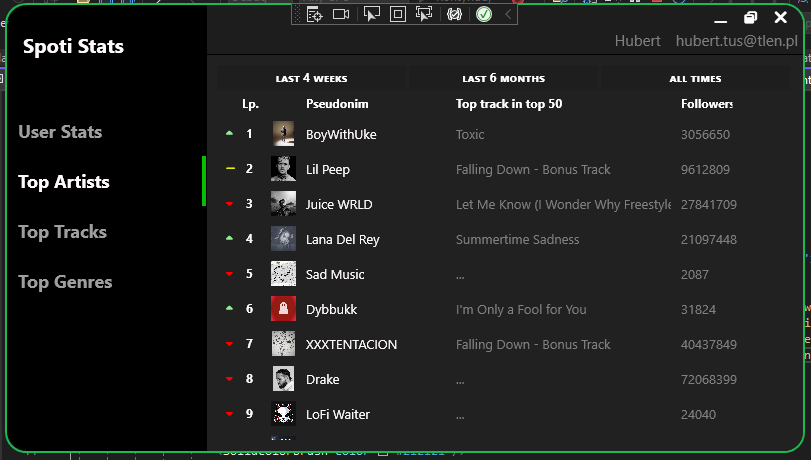 Spoti Stats
Hubert hubert.tus@tlen.pl
User Stats
Top Artists
Top Tracks
Top Genres
LAST 4 WEEKS LAST 6 MONTHS ALL TIMES
Lp. Pseudonim Top track in top 50 Followers
1 BoyWithUke Toxic 3056650
2 Lil Peep Falling Down - Bonus Track 9612809
3 Juice WRLD Let Me Know (I Wonder Why Freestyle 27841709
4 Lana Del Rey Summertime Sadness 21097448
5 Sad Music ... 2087
6 Dybbukk I'm Only a Fool for You 31824
7 XXXTENTACION Falling Down - Bonus Track 40437849
8 Drake ... 72068399
9 LoFi Waiter ... 24040